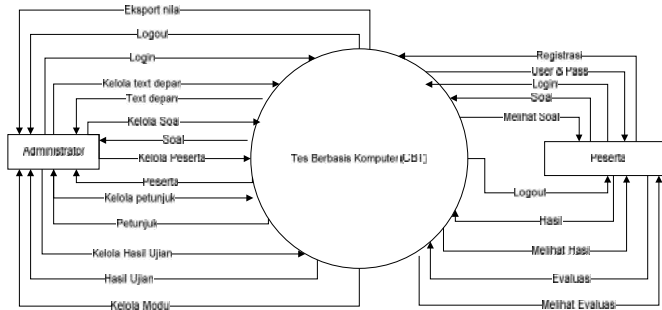 Eksport nilai
Logout
Login
Kelola text depan
Text depan
Kelola Soal
Soal
Administrator
Kelola Peserta
Peserta
Kelola petunjuk
Petunjuk
Kelola Hasil Ujian
Hasil Ujian
Kelola Modul
Tes Berbasis Komputer (CBT)
Registrasi
User & Pass
Login
Soal
Melihat Soal
Peserta
Logout
Hasil
Melihat Hasil
Evaluasi
Melihat Evaluasi